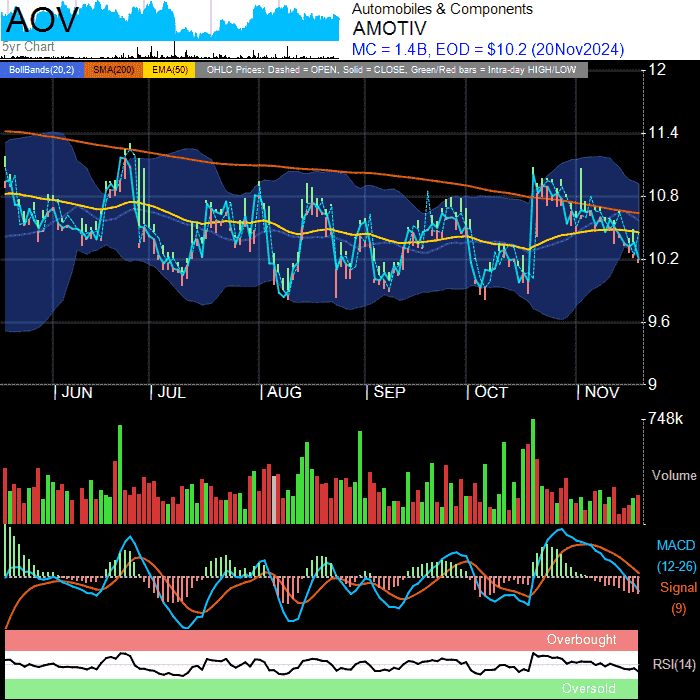 AOV
5yr Chart
Automobiles & Components
AMOTIV
MC = 1.4B, EOD = $10.2 (20Nov2024)
BollBands(20,2) SMA(200) EMA(50) OHLC Prices: Dashed = OPEN, Solid = CLOSE, Green/Red bars = Intra-day HIGH/LOW
12
11.4
10.8
10.2
9.6
9
JUN JUL AUG SEP OCT NOV
748k
Volume
MACD
(12-26)
Signal
(9)
Overbought
RSI(14)
Oversold